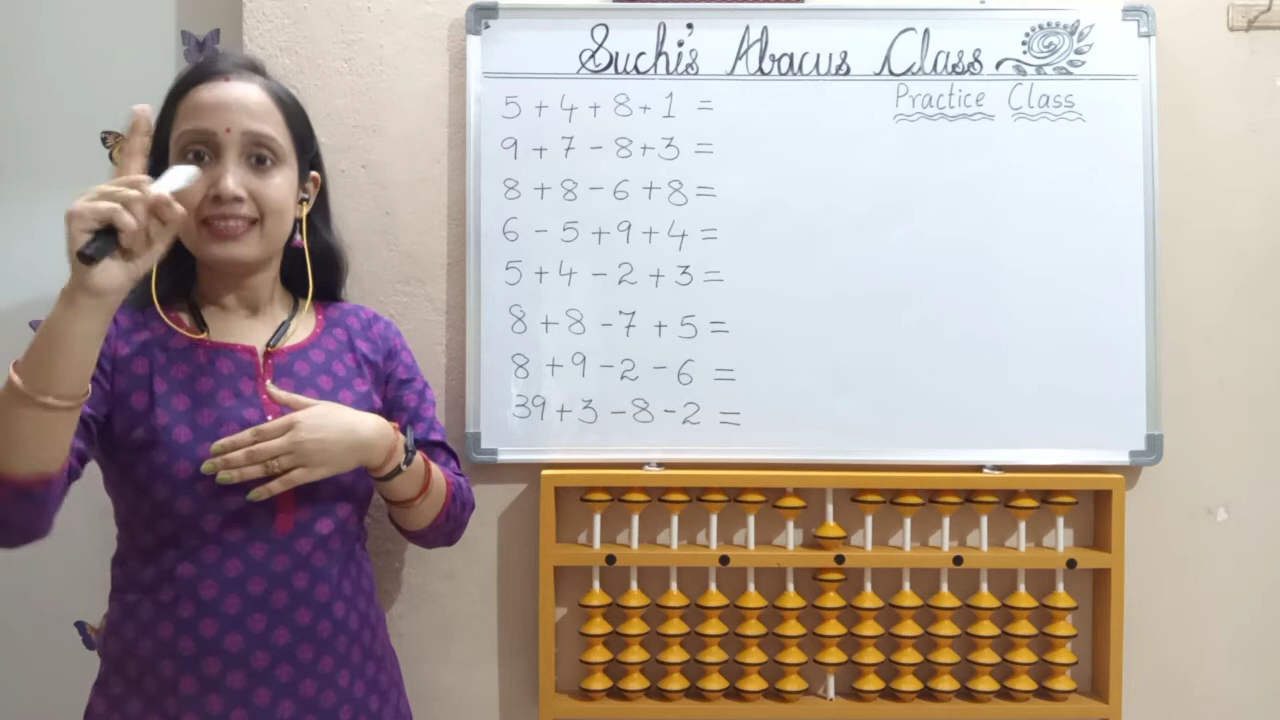 Suchi's Abacus Class
Practice Class
5 + 4 + 8 + 1 =
9 + 7 - 8 + 3 =
8 + 8 - 6 + 8 =
6 - 5 + 9 + 4 =
5 + 4 - 2 + 3 =
8 + 8 - 7 + 5 =
8 + 9 - 2 - 6 =
39 + 3 - 8 - 2 =